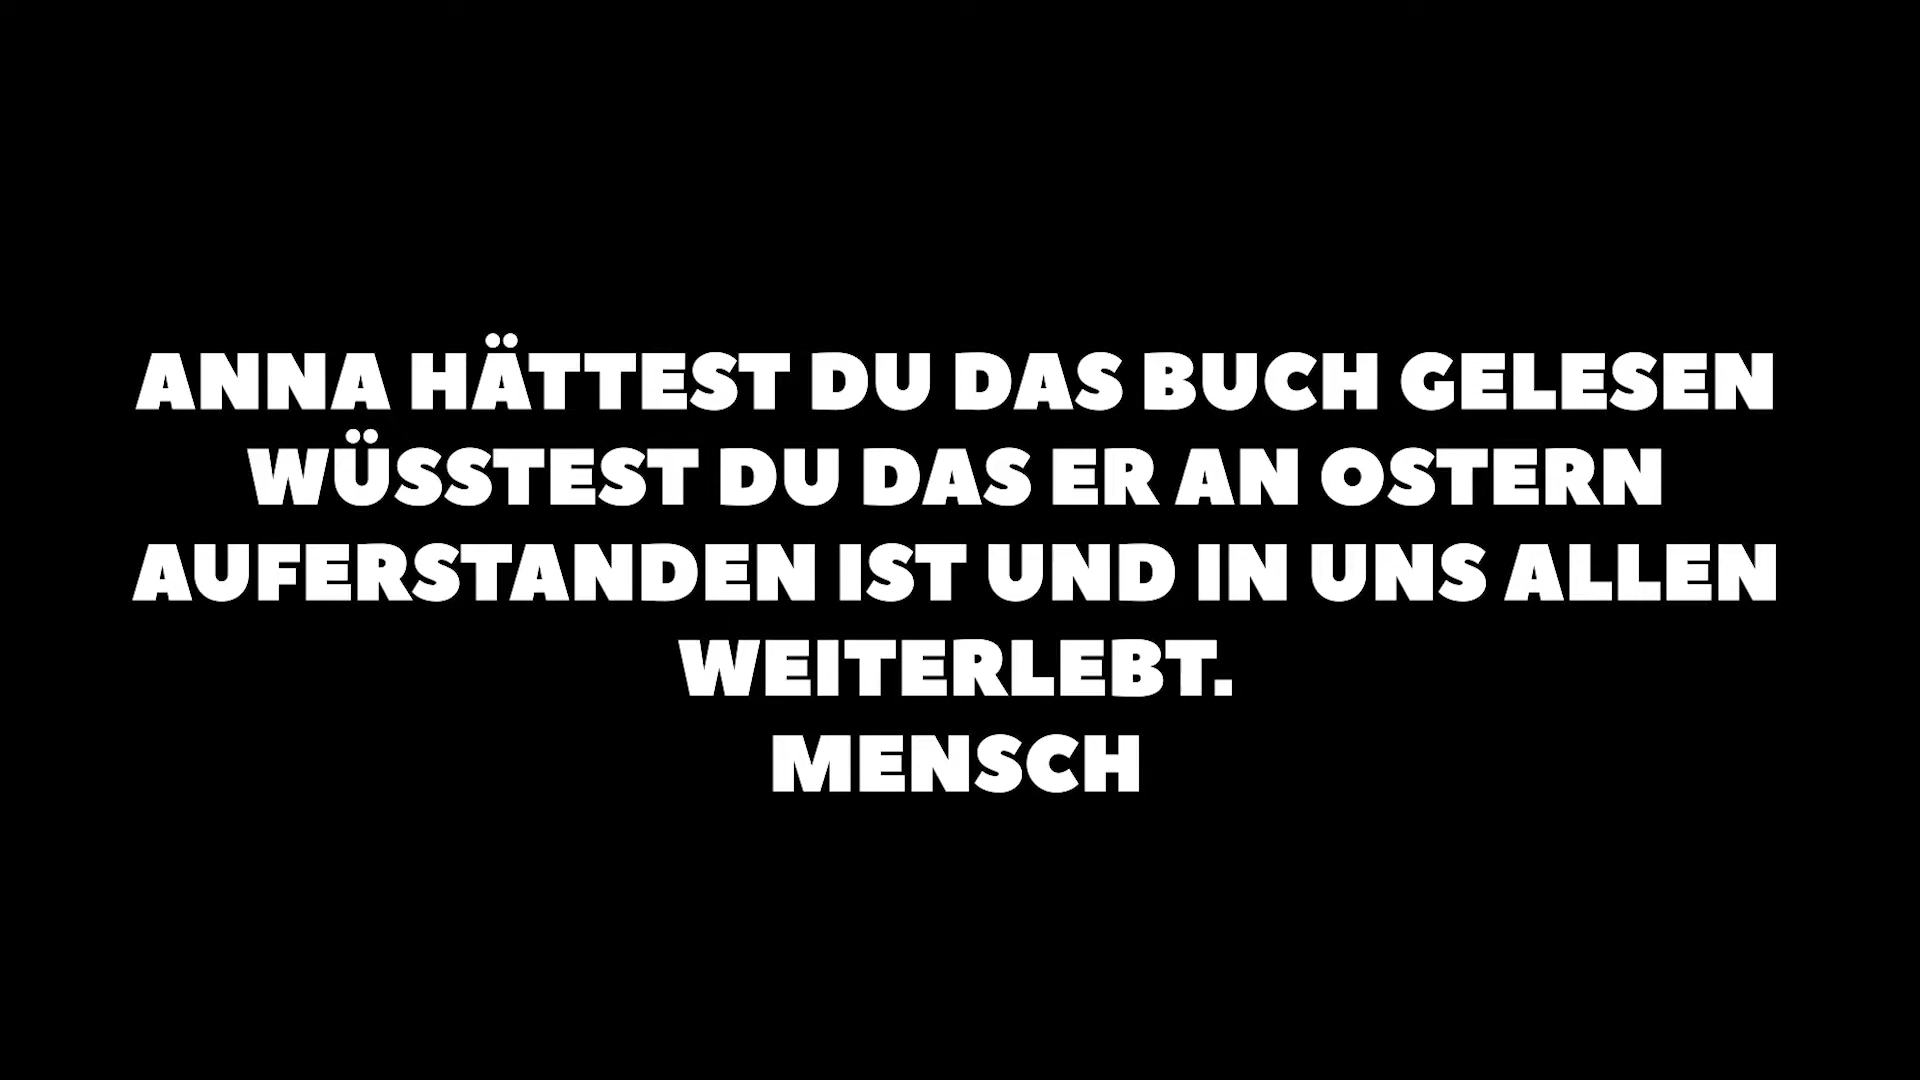 ANNA HÄTTEST DU DAS BUCH GELESEN
WÜSSTEST DU DAS ER AN OSTERN
AUFERSTANDEN IST UND IN UNS ALLEN
WEITERLEBT.
MENSCH